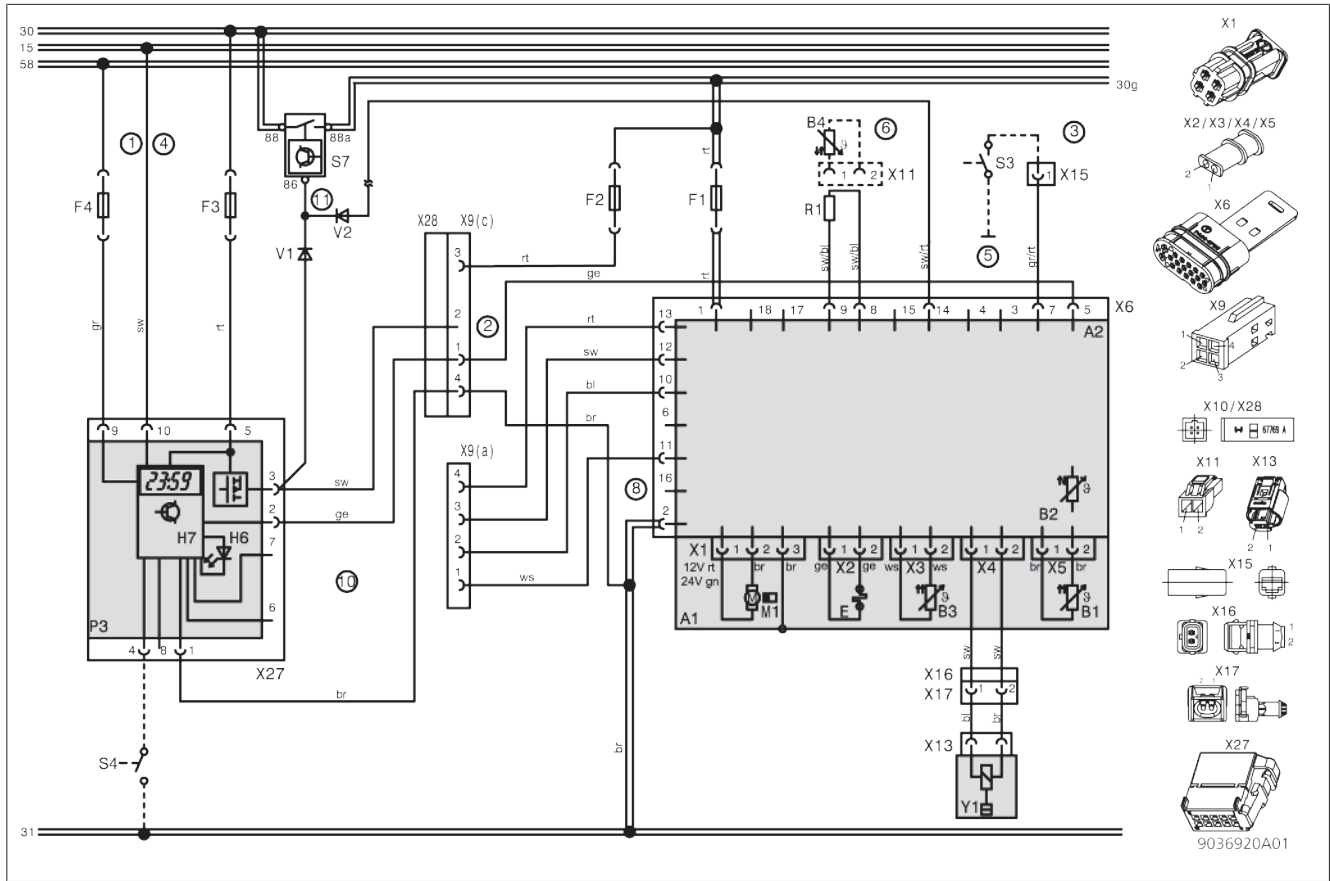 30
15
58
30g
1
4
88
88a
S7
86
11
V2
V1
F4
F3
F2
F1
rt
rt
B4
ϑ
6
1
2
X11
R1
S3
3
1
X15
5
gr
sw
rt
X28
X9(c)
3
rt
2
2
1
4
ge
br
sw/bl
sw/bl
sw/rt
gr/rt
X6
A2
13
1
18
17
9
8
15
14
4
3
7
5
rt
12
sw
10
bl
6
11
16
8
2
X9(a)
4
3
2
1
ws
9
10
5
23:59
3
sw
2
ge
7
H7
H6
6
10
P3
4
8
1
X27
br
B2
ϑ
X1
1
2
3
12V rt
24V gn
br
br
M
M1
X2
1
2
ge
ge
E
X3
1
2
ws
ws
ϑ
B3
X4
1
2
X5
1
2
br
br
ϑ
B1
A1
sw
sw
X16
X17
1
2
bl
br
X13
Y1
br
S4
31
X1
X2/X3/X4/X5
2
1
X6
X9
1
4
2
3
X10/X28
67769 A
X11
X13
1
2
2
1
X15
X16
1
2
X17
2
1
X27
9036920A01